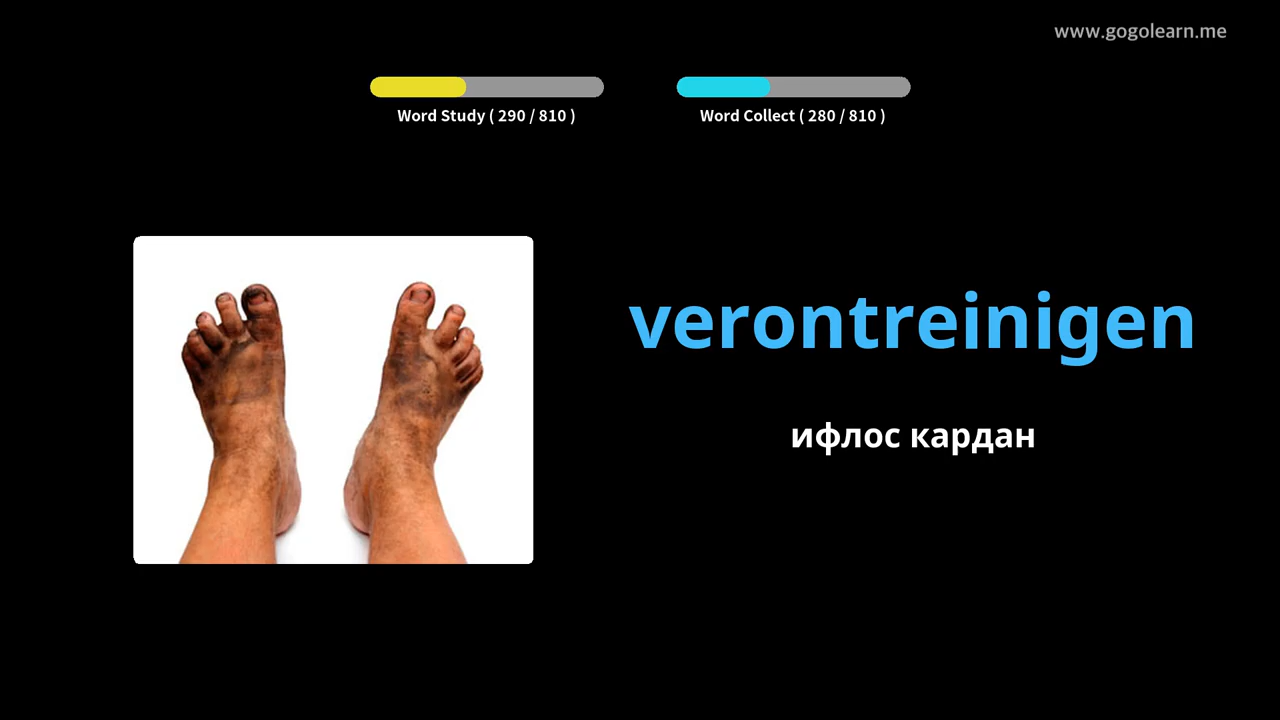 www.gogolearn.me
Word Study ( 290 / 810 )
Word Collect ( 280 / 810 )
verontreinigen
ифлос кардан